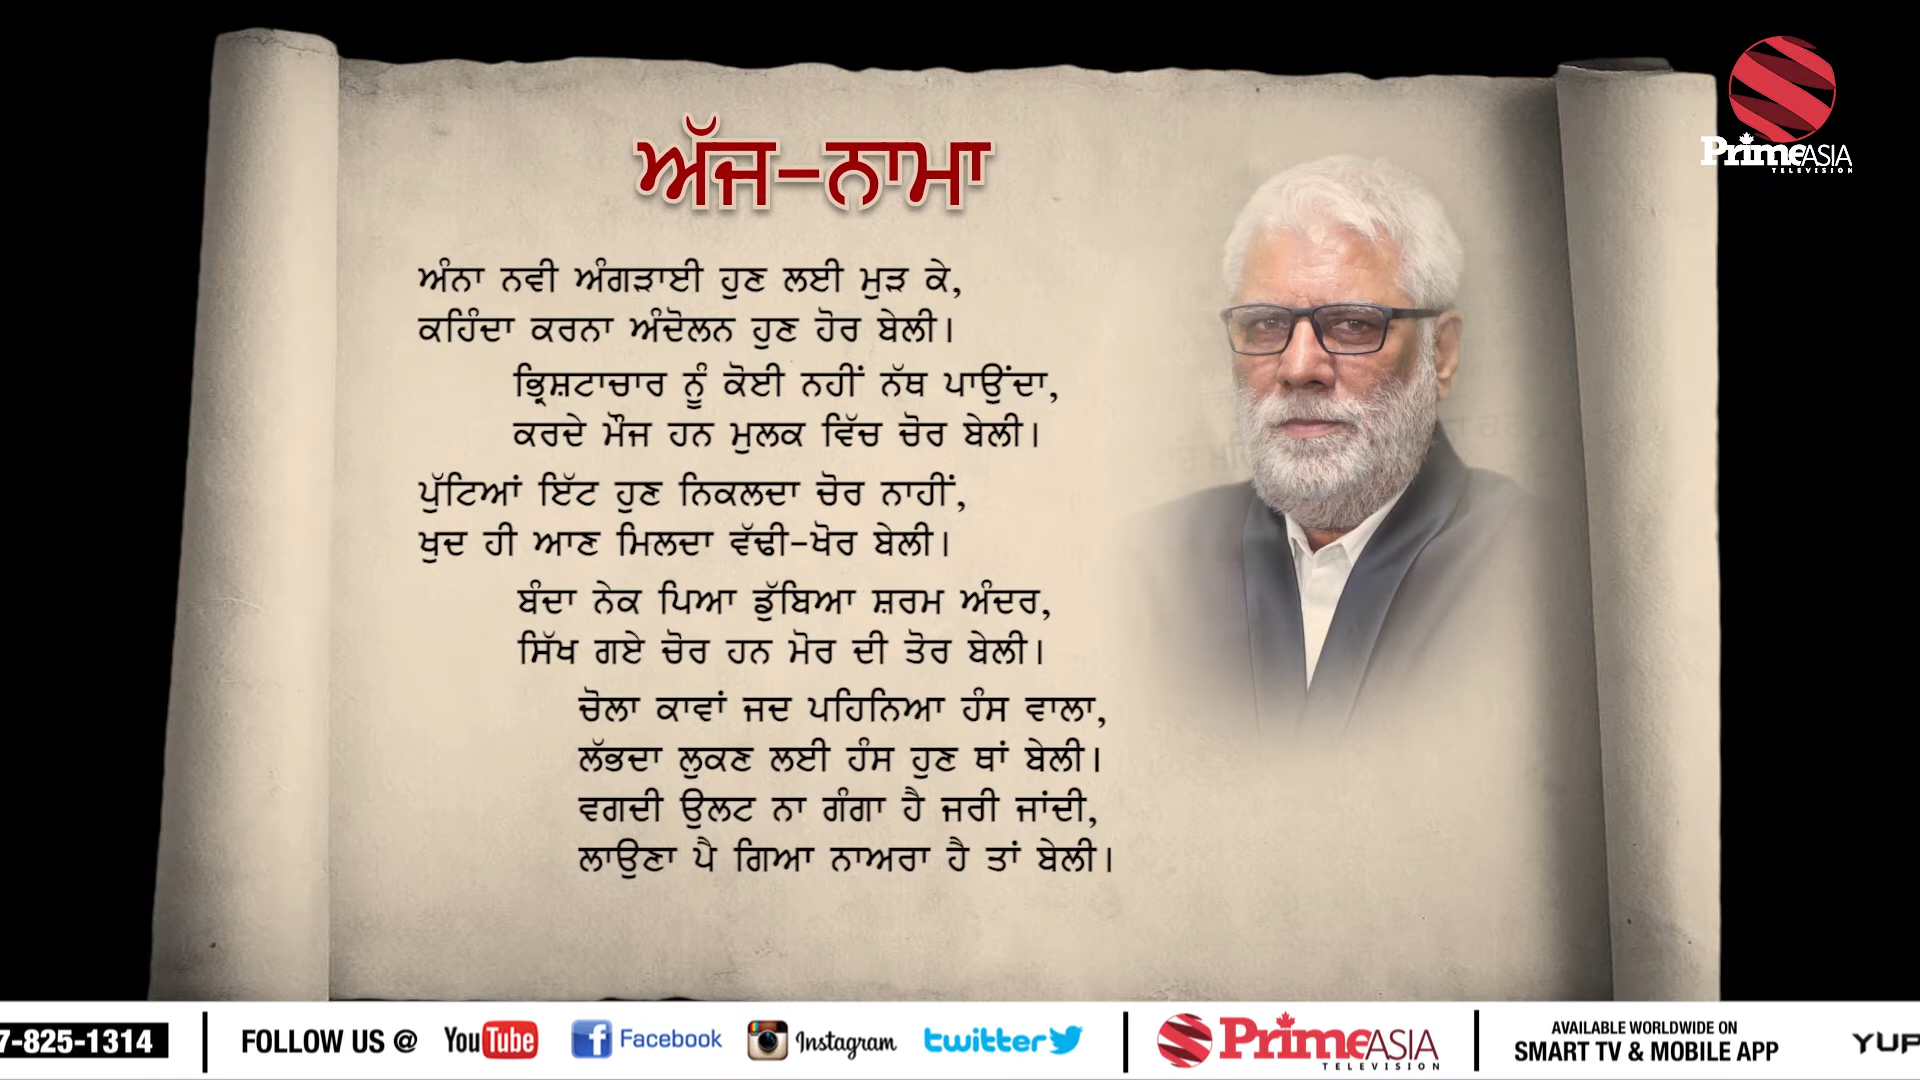 PrimeASIA
TELEVISION
ਅੱਜ-ਨਾਮਾ
ਅੰਨਾ ਨਵੀ ਅੰਗੜਾਈ ਹੁਣ ਲਈ ਮੁੜ ਕੇ,
ਕਹਿੰਦਾ ਕਰਨਾ ਅੰਦੋਲਨ ਹੁਣ ਹੋਰ ਬੇਲੀ।
ਭ੍ਰਿਸ਼ਟਾਚਾਰ ਨੂੰ ਕੋਈ ਨਹੀਂ ਨੱਥ ਪਾਉਂਦਾ,
ਕਰਦੇ ਮੌਜ ਹਨ ਮੁਲਕ ਵਿੱਚ ਚੋਰ ਬੇਲੀ।
ਪੁੱਟਿਆਂ ਇੱਟ ਹੁਣ ਨਿਕਲਦਾ ਚੋਰ ਨਾਹੀਂ,
ਖੁਦ ਹੀ ਆਣ ਮਿਲਦਾ ਵੱਢੀ-ਖੋਰ ਬੇਲੀ।
ਬੰਦਾ ਨੇਕ ਪਿਆ ਡੁੱਬਿਆ ਸ਼ਰਮ ਅੰਦਰ,
ਸਿੱਖ ਗਏ ਚੋਰ ਹਨ ਮੋਰ ਦੀ ਤੋਰ ਬੇਲੀ।
ਚੋਲਾ ਕਾਵਾਂ ਜਦ ਪਹਿਨਿਆ ਹੰਸ ਵਾਲਾ,
ਲੱਭਦਾ ਲੁਕਣ ਲਈ ਹੰਸ ਹੁਣ ਥਾਂ ਬੇਲੀ।
ਵਗਦੀ ਉਲਟ ਨਾ ਗੰਗਾ ਹੈ ਜਰੀ ਜਾਂਦੀ,
ਲਾਉਣਾ ਪੈ ਗਿਆ ਨਾਅਰਾ ਹੈ ਤਾਂ ਬੇਲੀ।
7-825-1314 FOLLOW US @ YouTube Facebook Instagram twitter PrimeASIA TELEVISION AVAILABLE WORLDWIDE ON SMART TV & MOBILE APP YUP